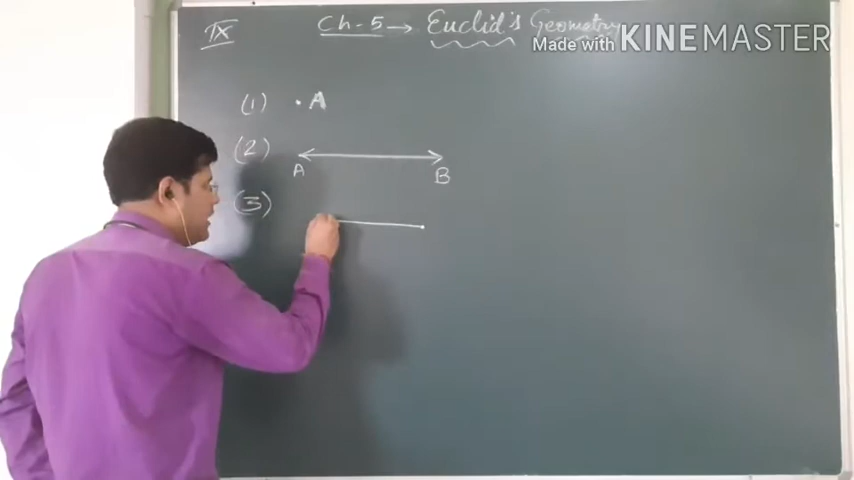 IX Ch-5 → Euclid's Geometry
Made with KINEMASTER
(1) . A
(2) A B
(3)